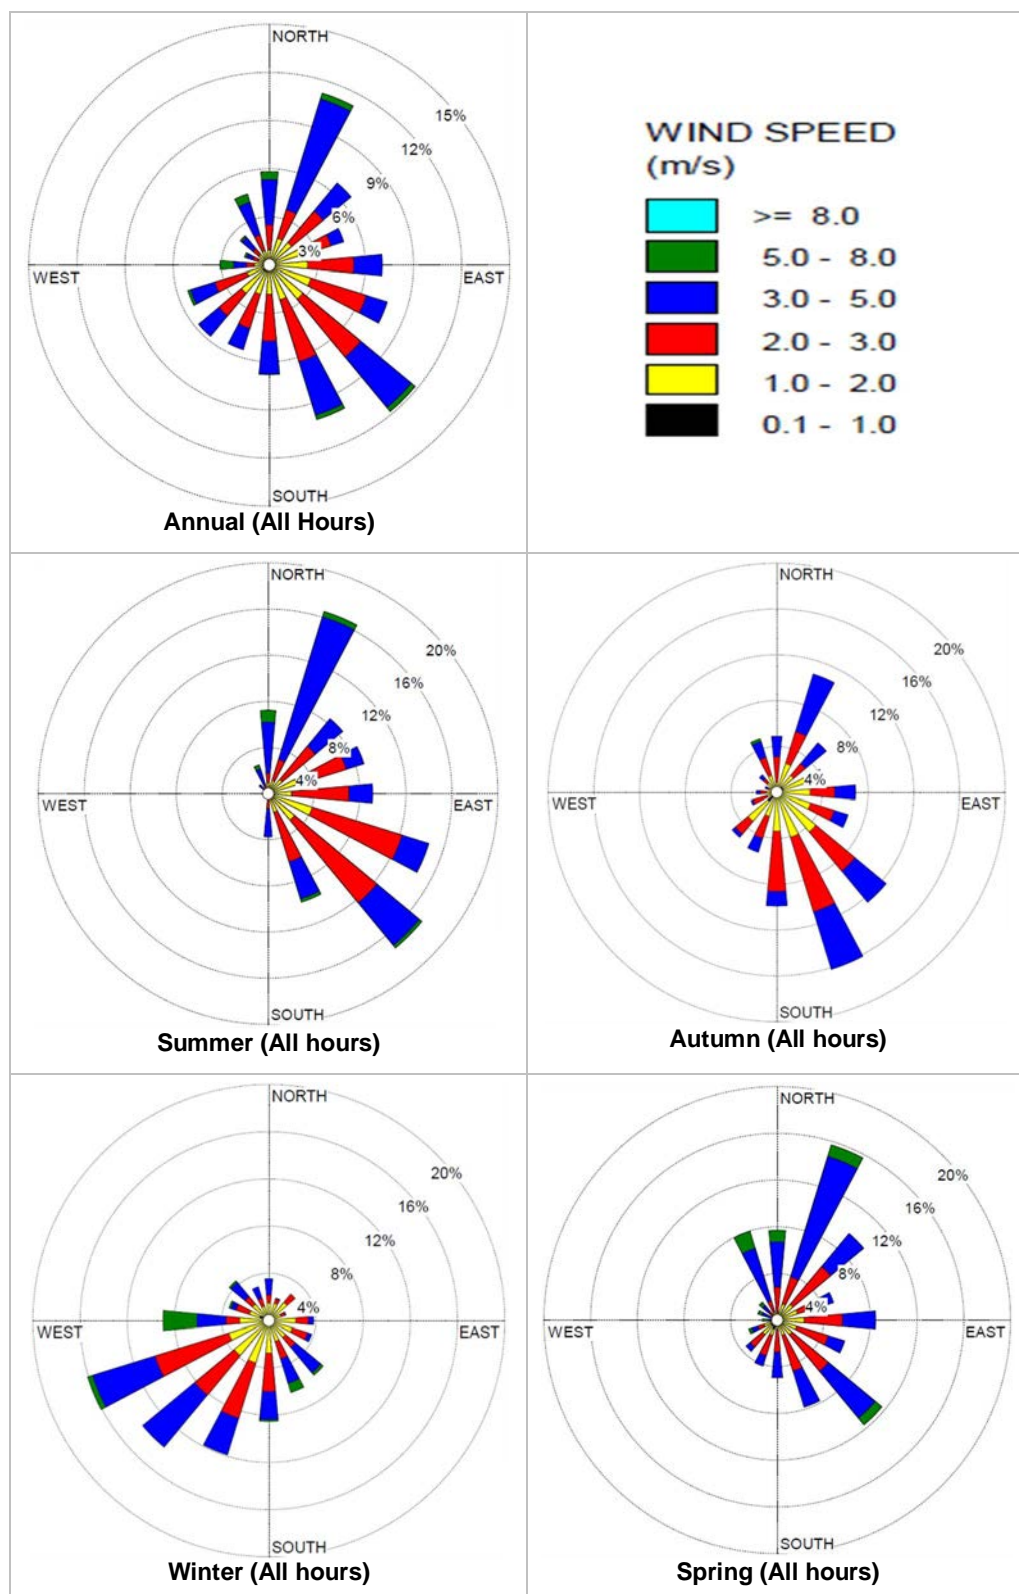 NORTH
15%
12%
9%
6%
3%
WEST
EAST
SOUTH
Annual (All Hours)
WIND SPEED
(m/s)
>= 8.0
5.0 - 8.0
3.0 - 5.0
2.0 - 3.0
1.0 - 2.0
0.1 - 1.0
NORTH
20%
16%
12%
8%
4%
WEST
EAST
SOUTH
Summer (All hours)
NORTH
20%
16%
12%
8%
4%
WEST
EAST
SOUTH
Autumn (All hours)
NORTH
20%
16%
12%
8%
4%
WEST
EAST
SOUTH
Winter (All hours)
NORTH
20%
16%
12%
8%
4%
WEST
EAST
SOUTH
Spring (All hours)